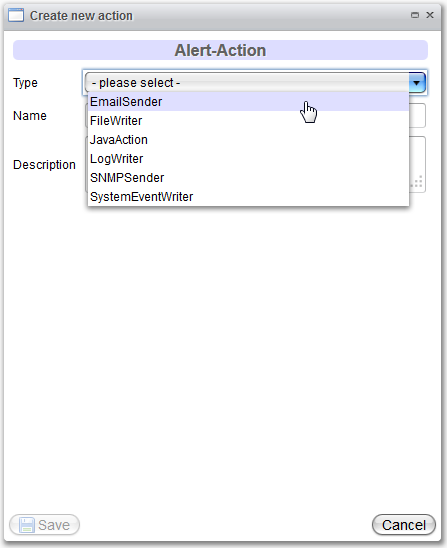 Create new action
Alert-Action
Type - please select -
EmailSender
Name
FileWriter
JavaAction
LogWriter
Description
SNMPSender
SystemEventWriter
Save Cancel